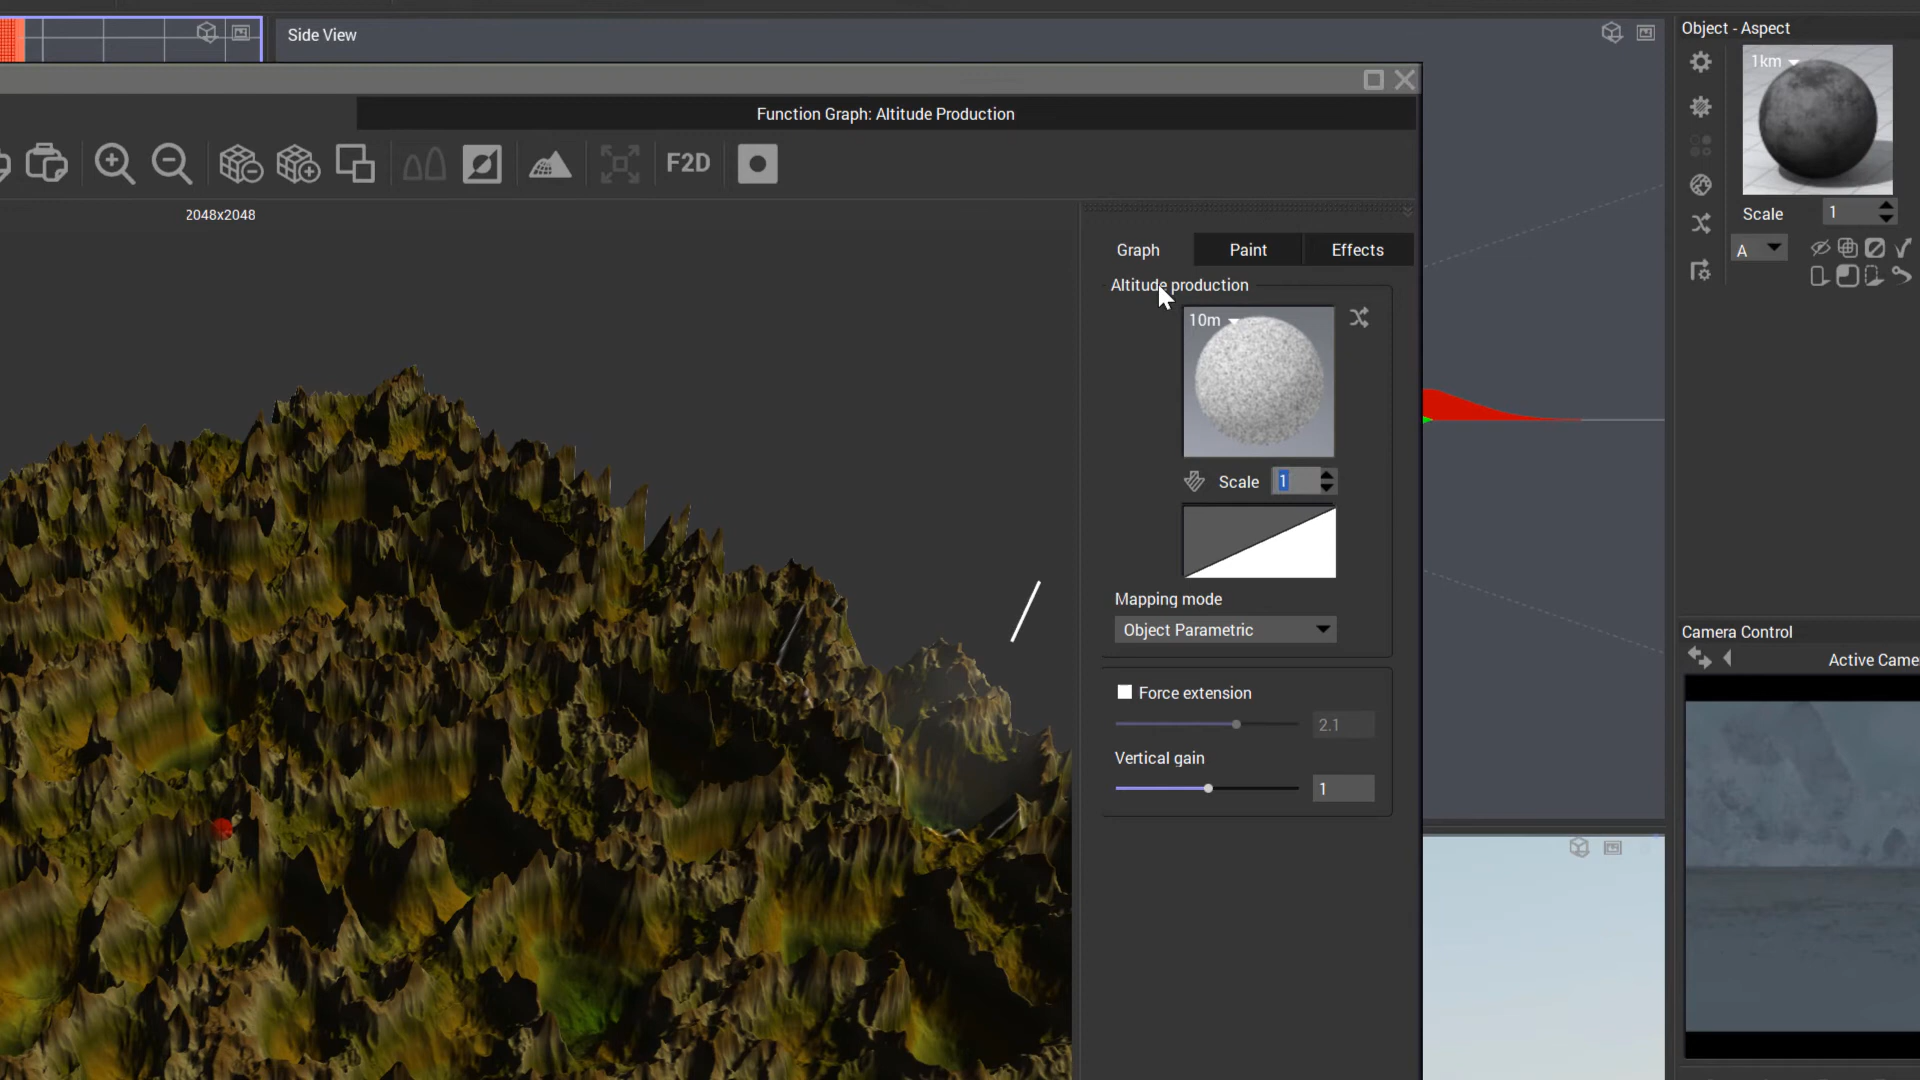 Side View
Object - Aspect
1km
Function Graph: Altitude Production
F2D
Scale 1
2048x2048
A
Graph Paint Effects
Altitude production
10m
Scale 1
Mapping mode
Object Parametric
Camera Control
Active Came
Force extension
2.1
Vertical gain
1